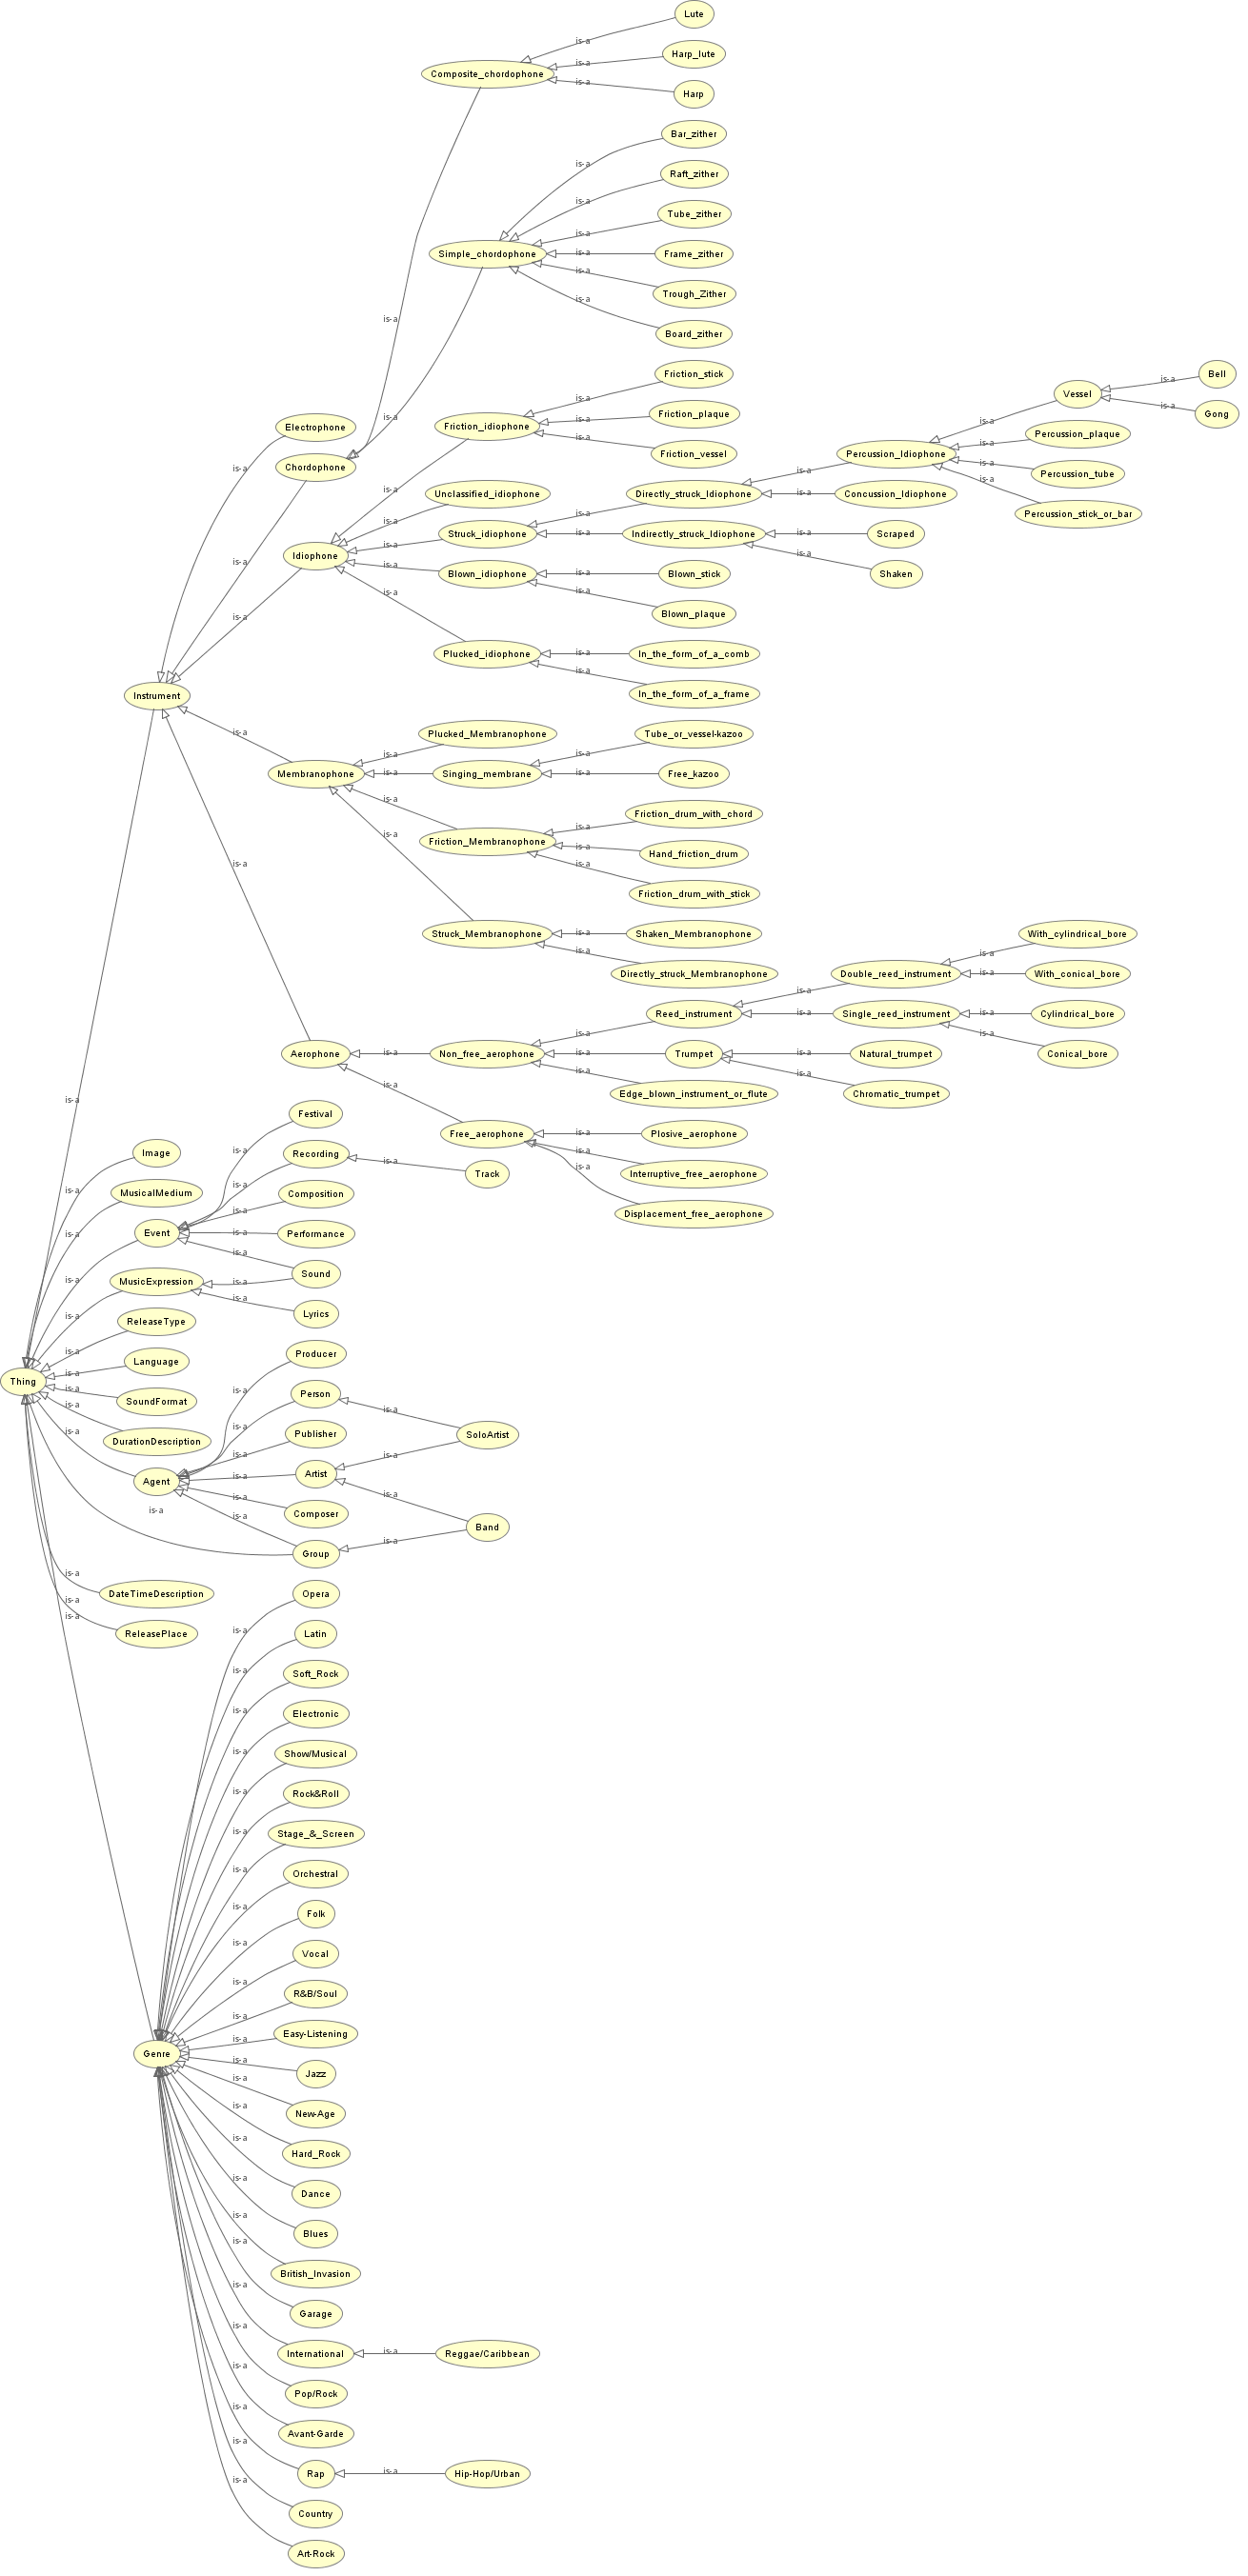 Lute
is-a
Harp_lute
is-a
Composite_chordophone
is-a
Harp
Bar_zither
is-a
Raft_zither
is-a
Tube_zither
is-a
Simple_chordophone
is-a
Frame_zither
is-a
Trough_Zither
is-a
is-a
Board_zither
Friction_stick
Bell
is-a
is-a
Vessel
is-a
Friction_plaque
Gong
is-a
is-a
Electrophone
Friction_idiophone
is-a
Percussion_plaque
is-a
is-a
Friction_vessel
Percussion_Idiophone
is-a
Chordophone
is-a
is-a
Percussion_tube
is-a
Unclassified_idiophone
Directly_struck_Idiophone
is-a
Concussion_Idiophone
is-a
Percussion_stick_or_bar
is-a
is-a
Struck_idiophone
is-a
Indirectly_struck_Idiophone
is-a
Scraped
is-a
is-a
Idiophone
is-a
is-a
Blown_idiophone
is-a
Blown_stick
Shaken
is-a
is-a
Blown_plaque
is-a
Plucked_idiophone
is-a
In_the_form_of_a_comb
is-a
In_the_form_of_a_frame
Instrument
is-a
Plucked_Membranophone
Tube_or_vessel-kazoo
is-a
is-a
Membranophone
is-a
Singing_membrane
is-a
Free_kazoo
is-a
Friction_drum_with_chord
is-a
is-a
Friction_Membranophone
is-a
Hand_friction_drum
is-a
is-a
Friction_drum_with_stick
Struck_Membranophone
is-a
Shaken_Membranophone
With_cylindrical_bore
is-a
is-a
Directly_struck_Membranophone
Double_reed_instrument
is-a
With_conical_bore
is-a
is-a
Reed_instrument
is-a
Single_reed_instrument
is-a
Cylindrical_bore
is-a
is-a
Aerophone
is-a
Non_free_aerophone
is-a
Trumpet
is-a
Natural_trumpet
Conical_bore
is-a
is-a
Edge_blown_instrument_or_flute
Chromatic_trumpet
is-a
is-a
Festival
Free_aerophone
is-a
Plosive_aerophone
is-a
Image
Recording
is-a
is-a
Track
is-a
Interruptive_free_aerophone
is-a
is-a
is-a
MusicalMedium
Composition
is-a
Displacement_free_aerophone
is-a
Event
is-a
Performance
is-a
is-a
Sound
MusicExpression
is-a
is-a
Lyrics
is-a
ReleaseType
is-a
Producer
Language
is-a
Thing
is-a
is-a
SoundFormat
Person
is-a
is-a
is-a
DurationDescription
is-a
Publisher
SoloArtist
is-a
is-a
Agent
is-a
Artist
is-a
is-a
is-a
Composer
is-a
is-a
Band
is-a
Group
is-a
is-a
DateTimeDescription
Opera
is-a
is-a
ReleasePlace
is-a
Latin
is-a
Soft_Rock
is-a
Electronic
is-a
Show/Musical
is-a
Rock&Roll
is-a
Stage_&_Screen
is-a
Orchestral
is-a
Folk
is-a
Vocal
is-a
R&B/Soul
is-a
Easy-Listening
is-a
Genre
is-a
Jazz
is-a
New-Age
is-a
Hard_Rock
is-a
Dance
is-a
Blues
is-a
British_Invasion
is-a
Garage
is-a
International
is-a
Reggae/Caribbean
is-a
Pop/Rock
is-a
Avant-Garde
is-a
Rap
is-a
Hip-Hop/Urban
is-a
Country
is-a
Art-Rock